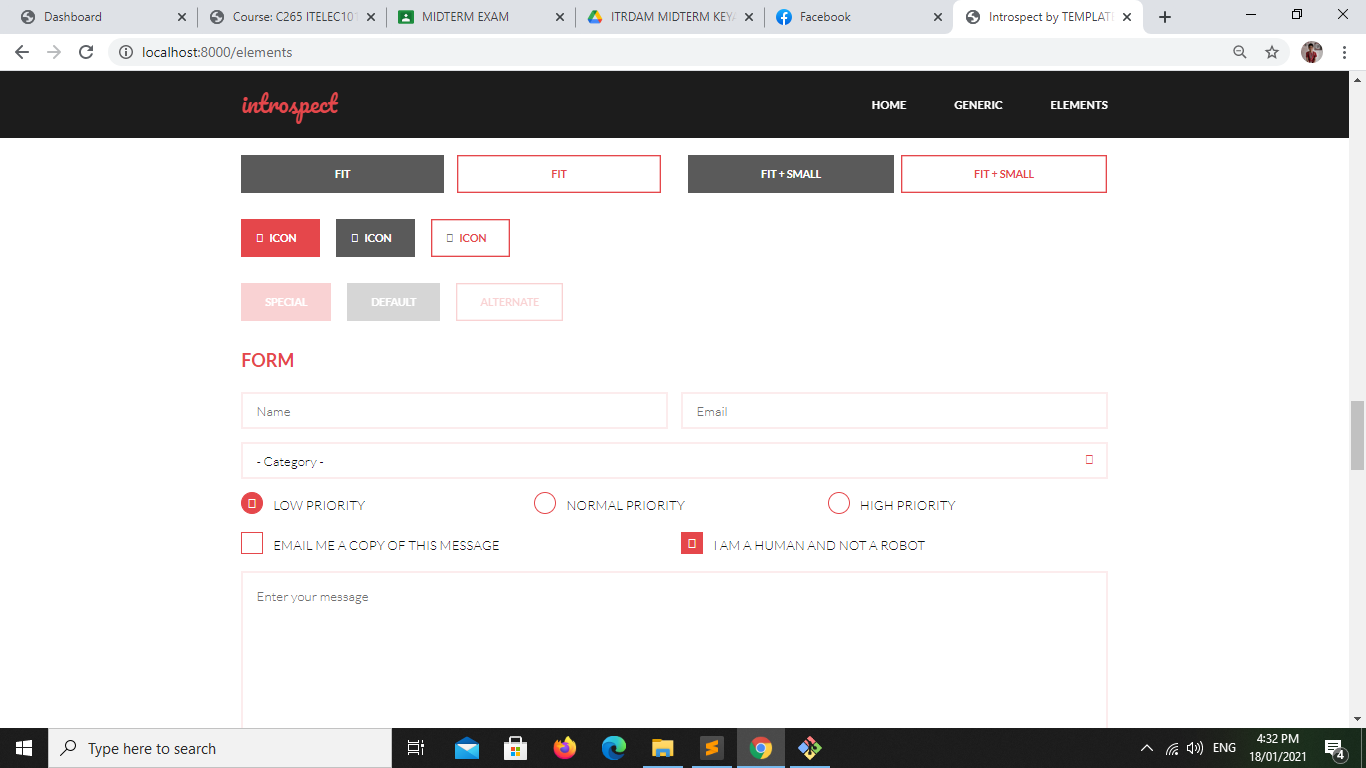 Dashboard
Course: C265 ITELEC101
MIDTERM EXAM
ITRDAM MIDTERM KEY
Facebook
Introspect by TEMPLAT
localhost:8000/elements
introspect
HOME GENERIC ELEMENTS
FIT FIT FIT + SMALL FIT + SMALL
ICON ICON ICON
SPECIAL DEFAULT ALTERNATE
FORM
Name Email
- Category -
LOW PRIORITY NORMAL PRIORITY HIGH PRIORITY
EMAIL ME A COPY OF THIS MESSAGE I AM A HUMAN AND NOT A ROBOT
Enter your message
Type here to search
ENG
4:32 PM
18/01/2021
4